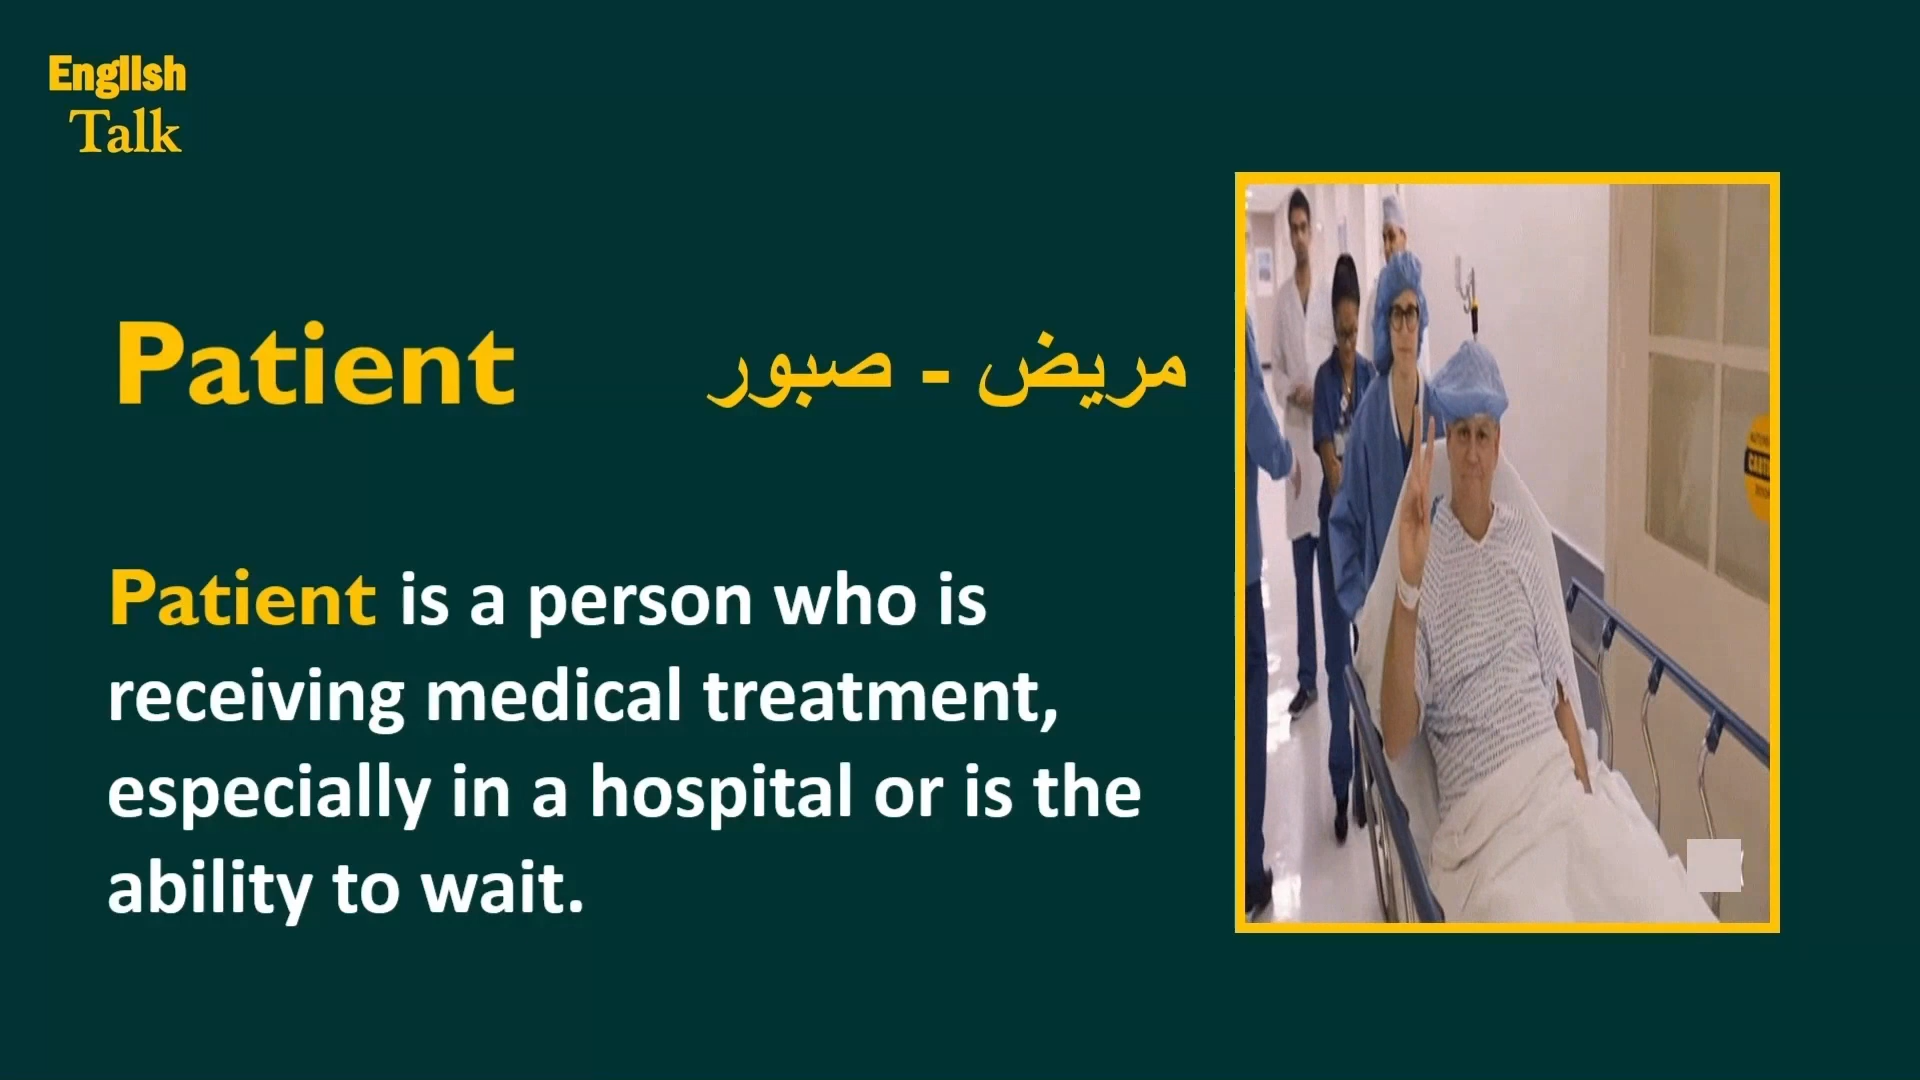 English
Talk
Patient
مريض - صبور
Patient is a person who is
receiving medical treatment,
especially in a hospital or is the
ability to wait.